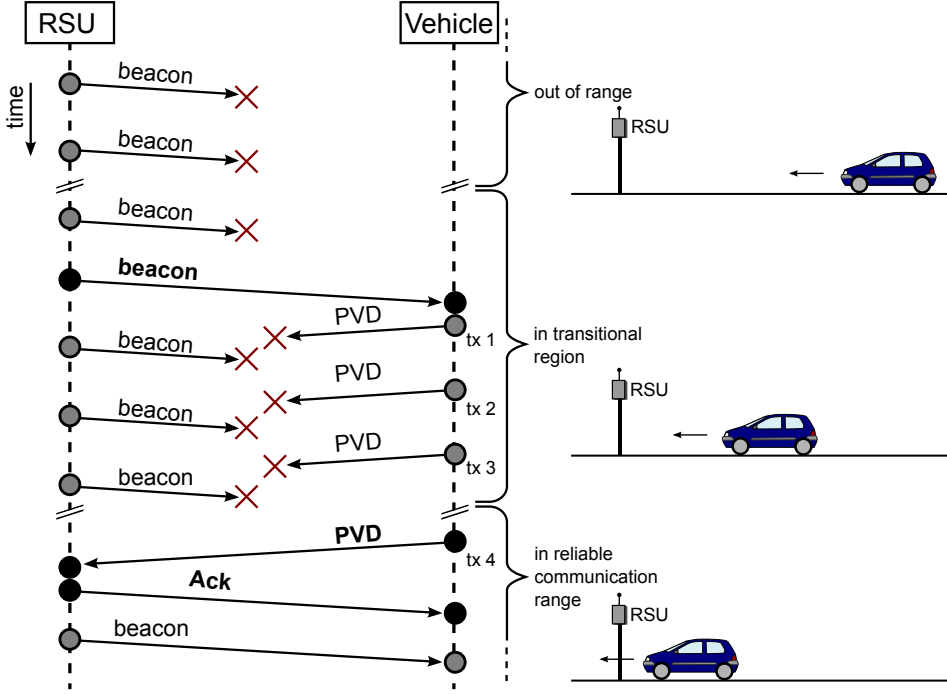 RSU
Vehicle
time
beacon
beacon
beacon
beacon
PVD
tx 1
beacon
PVD
tx 2
beacon
PVD
tx 3
beacon
PVD
tx 4
Ack
beacon
out of range
RSU
in transitional
region
RSU
in reliable
communication
range
RSU